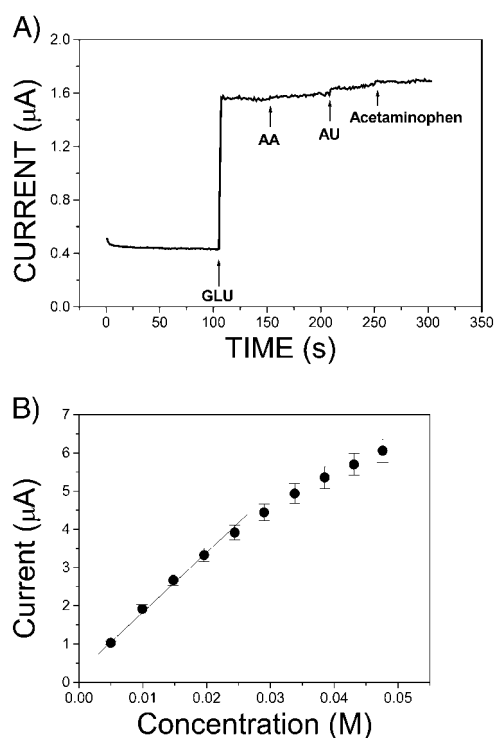 A)
2.0
1.6
1.2
0.8
0.4
0.0
CURRENT (μA)
AA
AU
Acetaminophen
GLU
0 50 100 150 200 250 300 350
TIME (s)
B)
7
6
5
4
3
2
1
0
Current (μA)
0.00 0.01 0.02 0.03 0.04 0.05
Concentration (M)